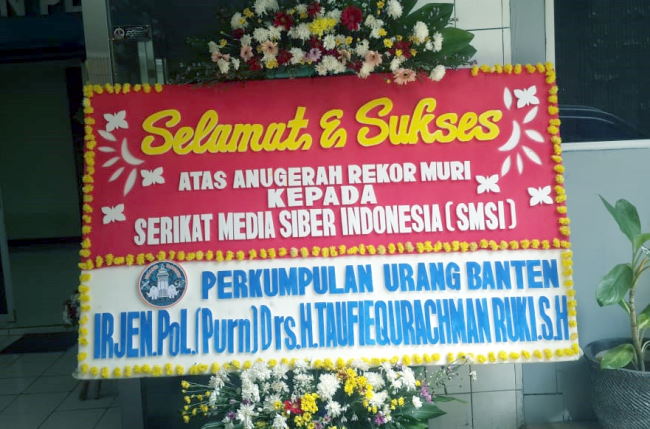 Selamat, & Sukses
ATAS ANUGERAH REKOR MURI
KEPADA
SERIKAT MEDIA SIBER INDONESIA (SMSI)
PERKUMPULAN URANG BANTEN
IRJEN.PoL.(Purn)Drs.H.TAUFIEQURACHMAN RUKI.S.H